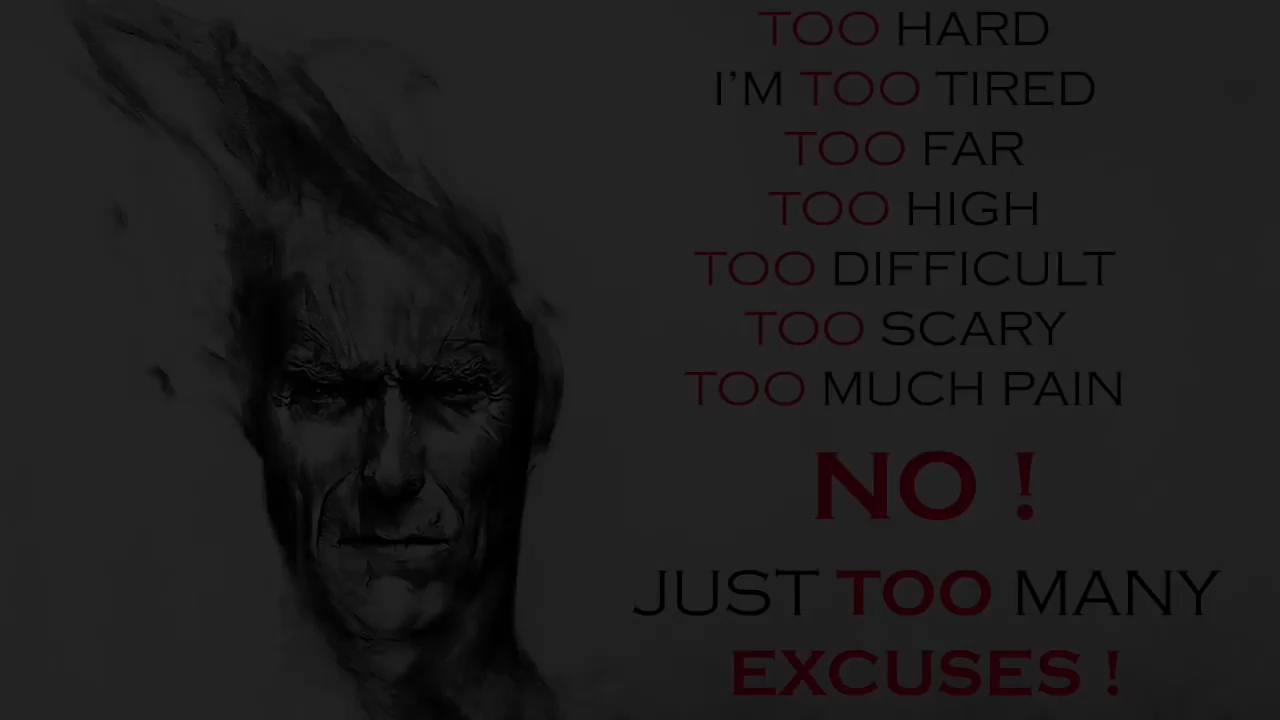 TOO HARD
I'M TOO TIRED
TOO FAR
TOO HIGH
TOO DIFFICULT
TOO SCARY
TOO MUCH PAIN
NO !
JUST TOO MANY
EXCUSES !